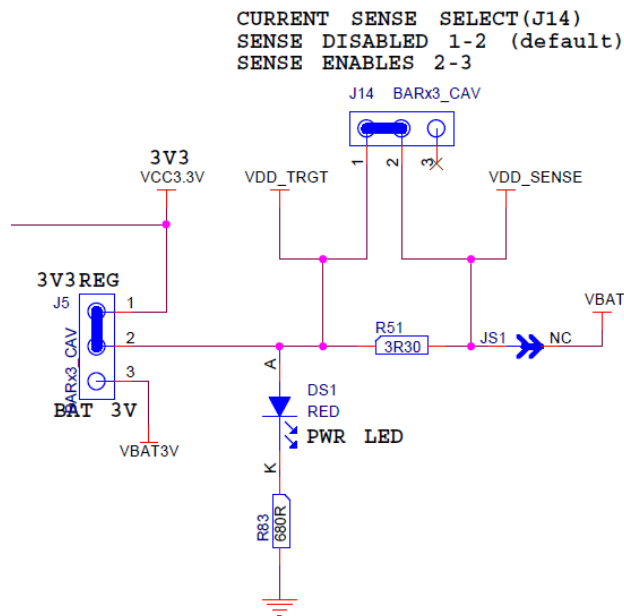 CURRENT SENSE SELECT(J14)
SENSE DISABLED 1-2 (default)
SENSE ENABLES 2-3
J14 BARx3_CAV
1 2 3
3V3
VCC3.3V
VDD_TRGT
VDD_SENSE
3V3REG
J5
1
2
3
BARx3_CAV
BAT 3V
VBAT3V
R51
3R30
JS1
NC
VBAT
A
DS1
RED
PWR LED
K
R83
680R